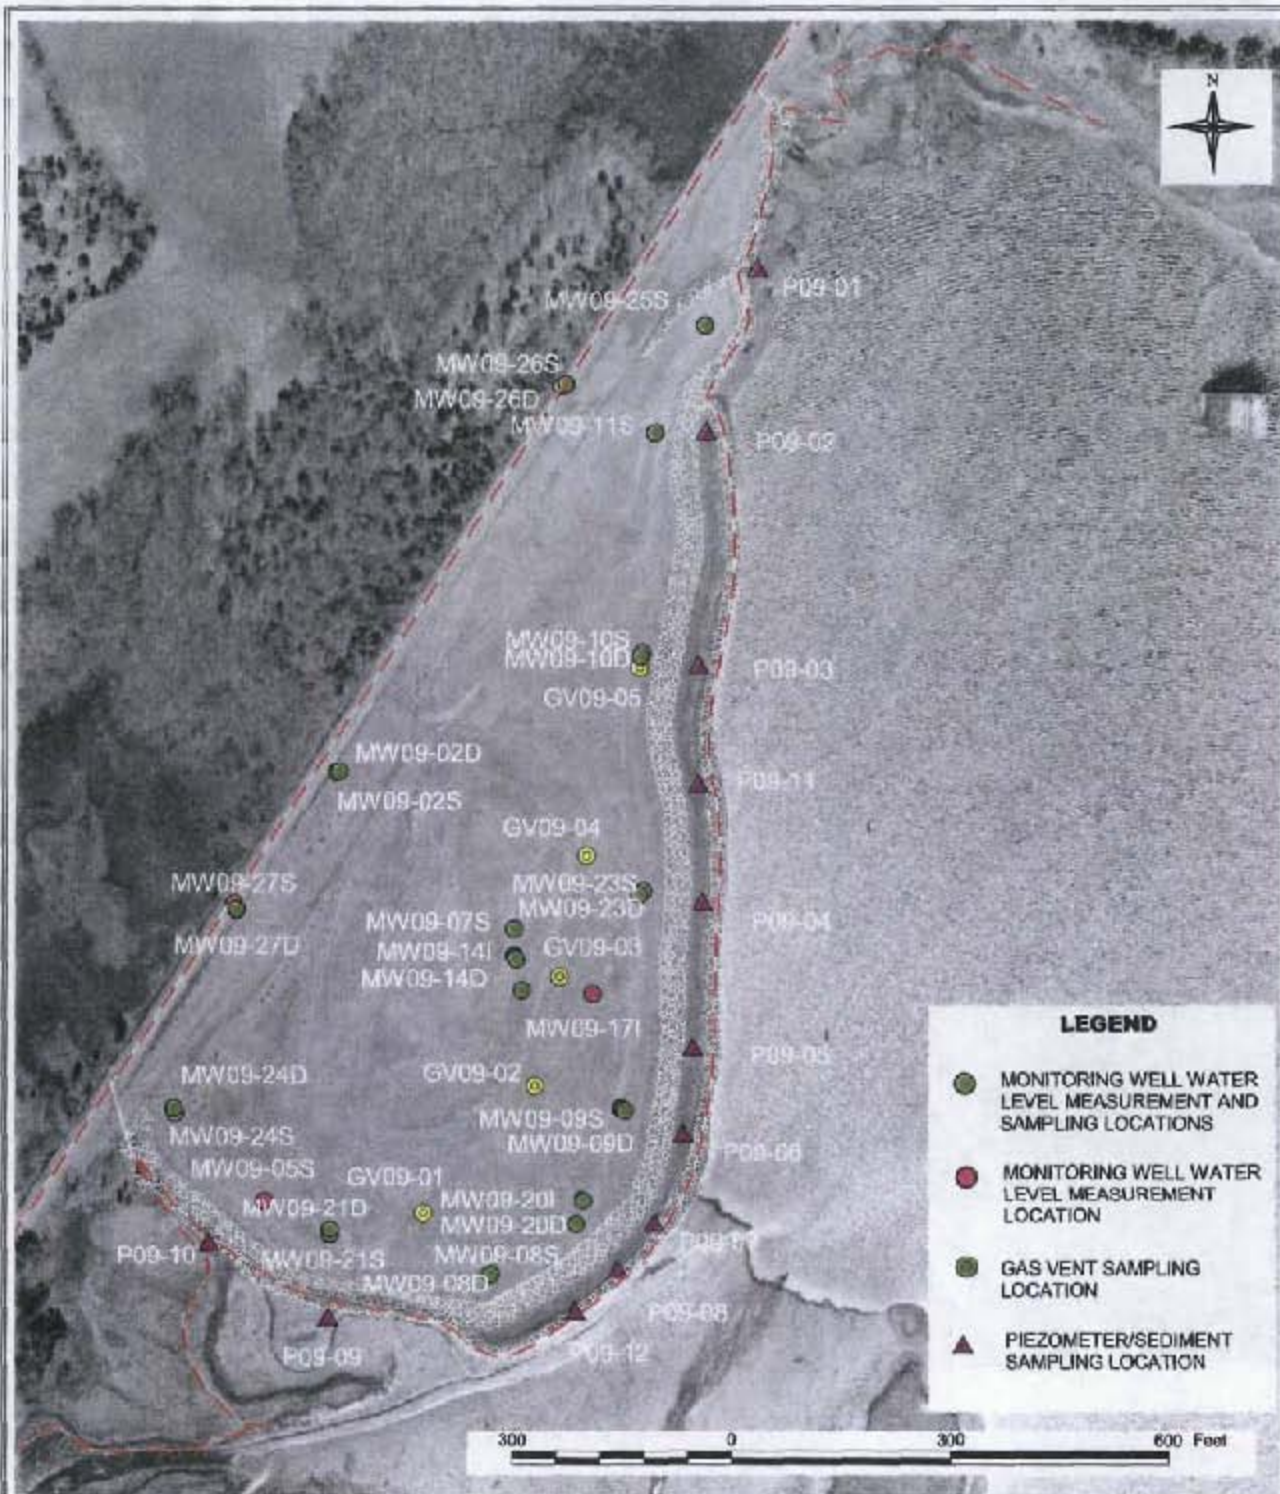 N
P09-01
MW09-25S
MW09-26S
MW09-26D
MW09-11S
P09-02
MW09-10S
MW09-10D
P09-03
GV09-05
MW09-02D
P09-11
MW09-02S
GV09-04
MW09-27S
MW09-23S
MW09-23D
P09-04
MW09-07S
MW09-27D
MW09-14I
GV09-03
MW09-14D
MW09-17I
P09-05
GV09-02
MW09-24D
MW09-09S
MW09-24S
MW09-09D
P09-06
MW09-05S
GV09-01
MW09-21D
MW09-20I
MW09-20D
P09-10
MW09-21S
MW09-08S
MW09-08D
P09-08
P09-09
P09-12
LEGEND
MONITORING WELL WATER
LEVEL MEASUREMENT AND
SAMPLING LOCATIONS
MONITORING WELL WATER
LEVEL MEASUREMENT
LOCATION
GAS VENT SAMPLING
LOCATION
PIEZOMETER/SEDIMENT
SAMPLING LOCATION
300 0 300 600 Feet